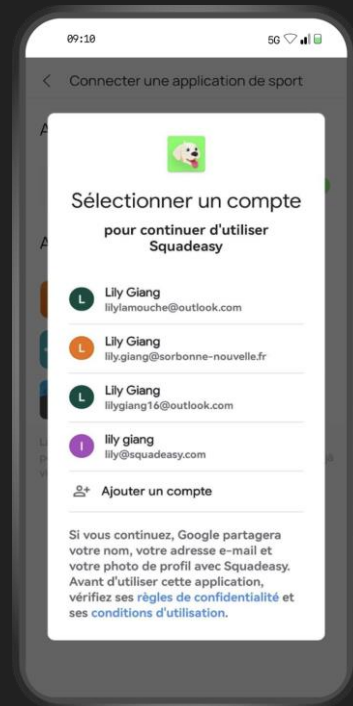 09:10
5G
Connecter une application de sport
A
Sélectionner un compte
pour continuer d'utiliser
Squadeasy
A
L
Lily Giang
lilylamouche@outlook.com
L
Lily Giang
lily.giang@sorbonne-nouvelle.fr
L
Lily Giang
lilygiang16@outlook.com
l
lily giang
lily@squadeasy.com
Ajouter un compte
Si vous continuez, Google partagera
votre nom, votre adresse e-mail et
votre photo de profil avec Squadeasy.
Avant d'utiliser cette application,
vérifiez ses règles de confidentialité et
ses conditions d'utilisation.